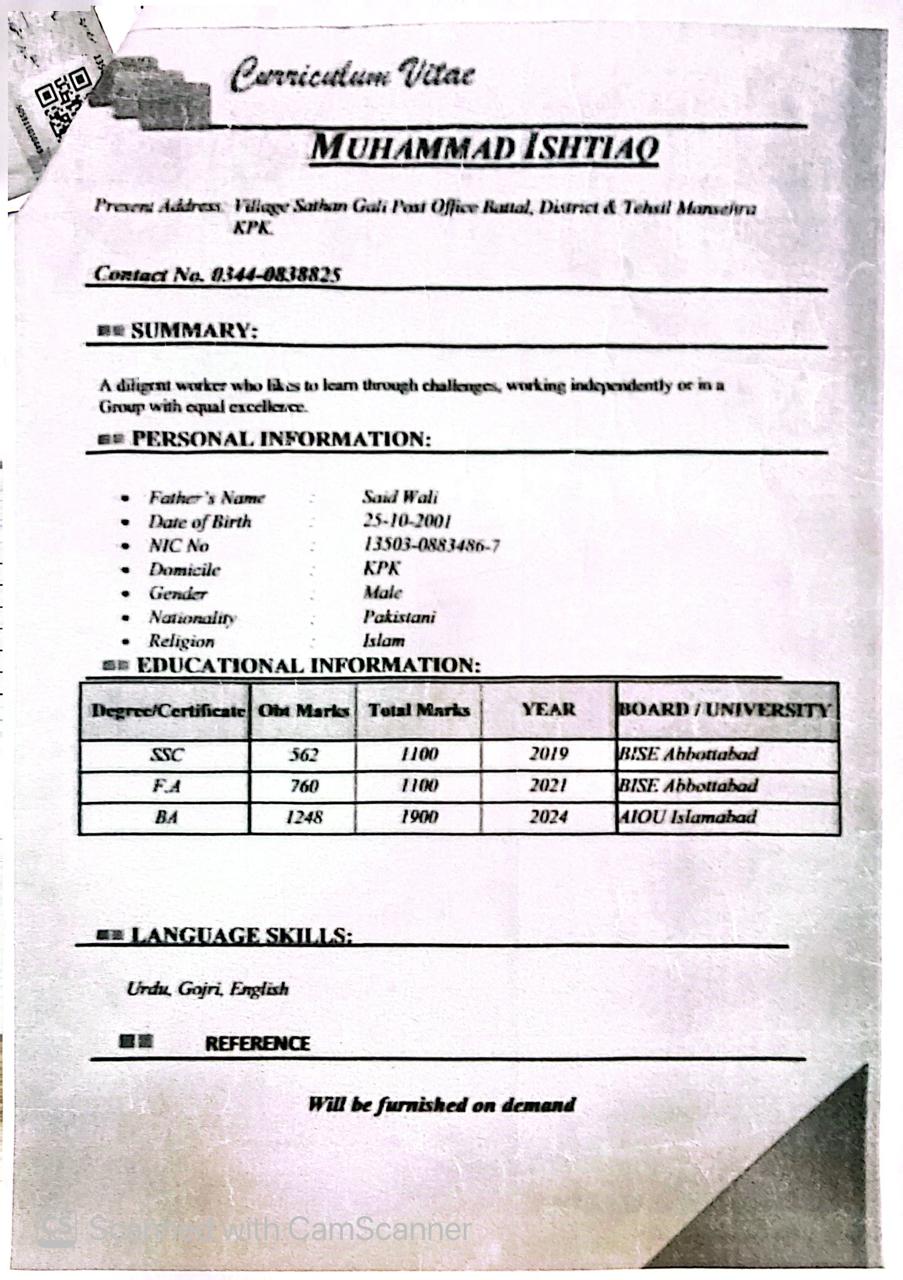 Curriculum Vitae
MUHAMMAD ISHTIAQ
Present Address: Village Sathan Gali Post Office Battal, District & Tehsil Mansehra
KPK.
Contact No. 0344-0838825
SUMMARY:
A diligent worker who likes to learn through challenges, working independently or in a
Group with equal excellence.
PERSONAL INFORMATION:
• Father's Name : Said Wali
• Date of Birth : 25-10-2001
• NIC No : 13503-0883486-7
• Domicile : KPK
• Gender : Male
• Nationality : Pakistani
• Religion : Islam
EDUCATIONAL INFORMATION:
Degree/Certificate Obt Marks Total Marks YEAR BOARD / UNIVERSITY
SSC 562 1100 2019 BISE Abbottabad
F.A 760 1100 2021 BISE Abbottabad
BA 1248 1900 2024 AIOU Islamabad
LANGUAGE SKILLS:
Urdu, Gojri, English
REFERENCE
Will be furnished on demand
CS Scanned with CamScanner